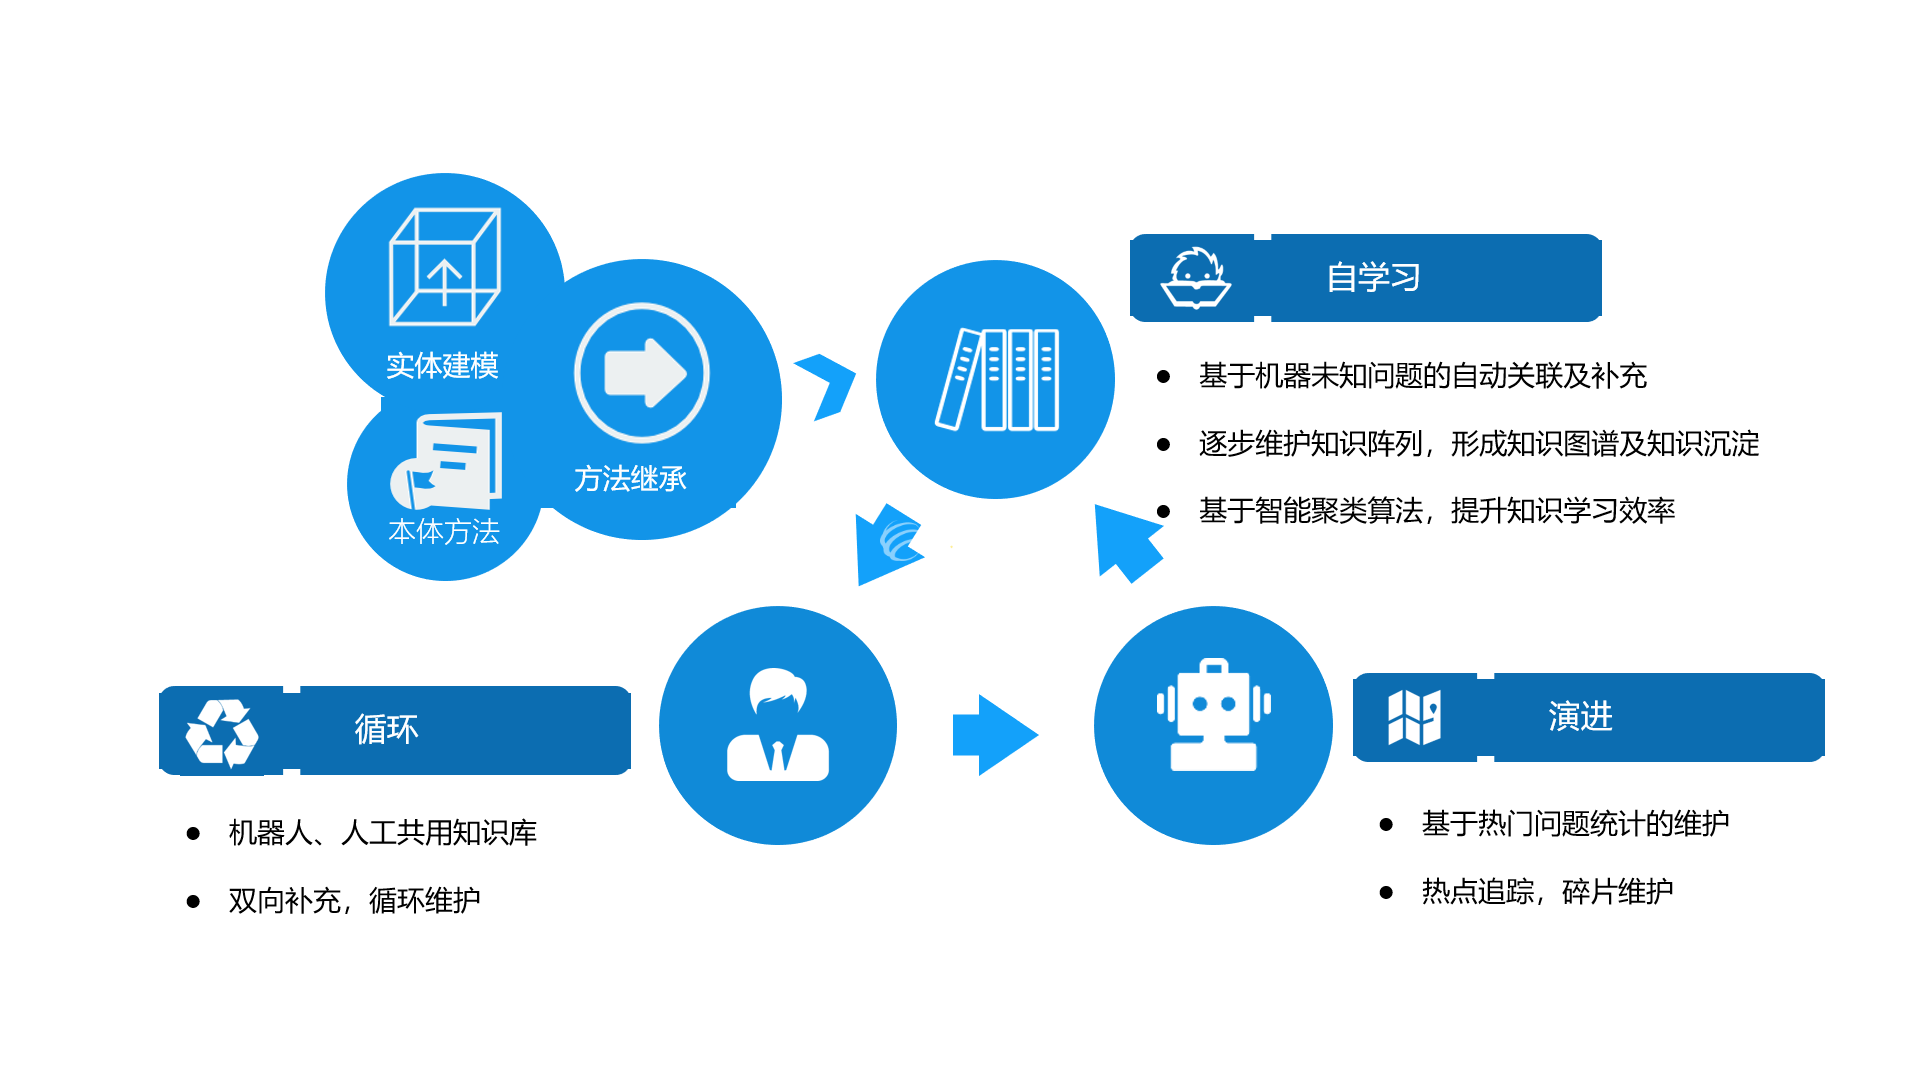 实体建模
方法继承
本体方法
自学习
● 基于机器未知问题的自动关联及补充
● 逐步维护知识阵列，形成知识图谱及知识沉淀
● 基于智能聚类算法，提升知识学习效率
循环
● 机器人、人工共用知识库
● 双向补充，循环维护
演进
● 基于热门问题统计的维护
● 热点追踪，碎片维护